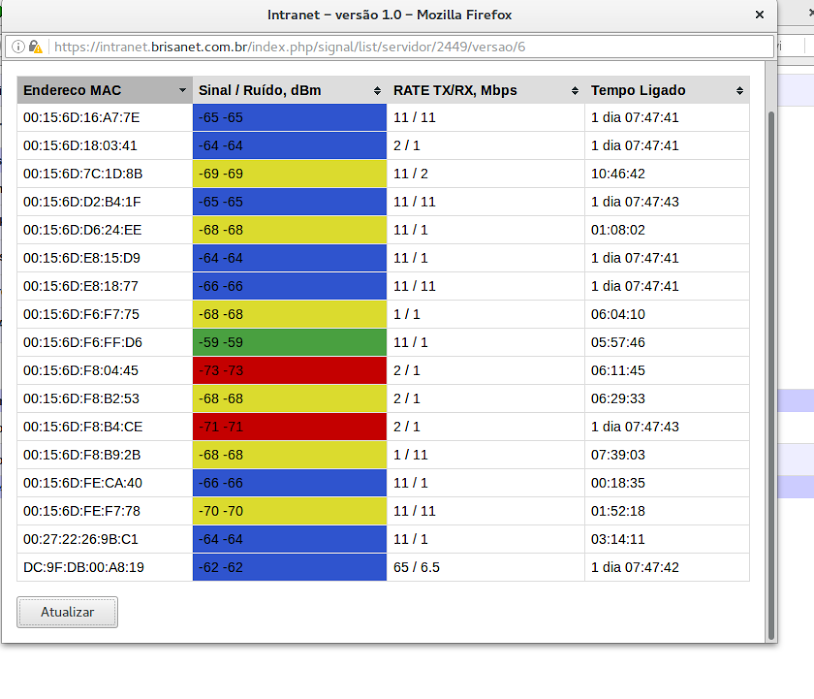 Intranet – versão 1.0 – Mozilla Firefox
https://intranet.brisanet.com.br/index.php/signal/list/servidor/2449/versao/6
Endereco MAC Sinal / Ruído, dBm RATE TX/RX, Mbps Tempo Ligado
00:15:6D:16:A7:7E -65 -65 11 / 11 1 dia 07:47:41
00:15:6D:18:03:41 -64 -64 2 / 1 1 dia 07:47:41
00:15:6D:7C:1D:8B -69 -69 11 / 2 10:46:42
00:15:6D:D2:B4:1F -65 -65 11 / 11 1 dia 07:47:43
00:15:6D:D6:24:EE -68 -68 11 / 1 01:08:02
00:15:6D:E8:15:D9 -64 -64 11 / 1 1 dia 07:47:41
00:15:6D:E8:18:77 -66 -66 11 / 11 1 dia 07:47:41
00:15:6D:F6:F7:75 -68 -68 1 / 1 06:04:10
00:15:6D:F6:FF:D6 -59 -59 11 / 1 05:57:46
00:15:6D:F8:04:45 -73 -73 2 / 1 06:11:45
00:15:6D:F8:B2:53 -68 -68 2 / 1 06:29:33
00:15:6D:F8:B4:CE -71 -71 2 / 1 1 dia 07:47:43
00:15:6D:F8:B9:2B -68 -68 1 / 11 07:39:03
00:15:6D:FE:CA:40 -66 -66 11 / 1 00:18:35
00:15:6D:FE:F7:78 -70 -70 11 / 11 01:52:18
00:27:22:26:9B:C1 -64 -64 11 / 1 03:14:11
DC:9F:DB:00:A8:19 -62 -62 65 / 6.5 1 dia 07:47:42
Atualizar